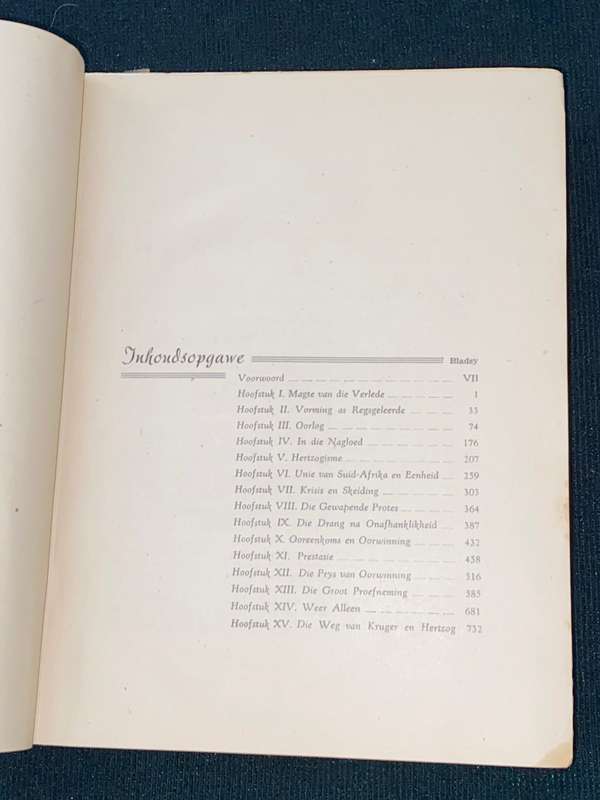 Inhoudsopgawe Bladsy
Voorwoord VII
Hoofstuk I. Magte van die Verlede 1
Hoofstuk II. Vorming as Regsgeleerde 33
Hoofstuk III. Oorlog 74
Hoofstuk IV. In die Nagloed 176
Hoofstuk V. Hertzogisme 207
Hoofstuk VI. Unie van Suid-Afrika en Eenheid 259
Hoofstuk VII. Krisis en Skeiding 303
Hoofstuk VIII. Die Gewapende Protes 364
Hoofstuk IX. Die Drang na Onafhanklikheid 387
Hoofstuk X. Ooreenkoms en Oorwinning 432
Hoofstuk XI. Prestasie 458
Hoofstuk XII. Die Prys van Oorwinning 516
Hoofstuk XIII. Die Groot Proefneming 585
Hoofstuk XIV. Weer Alleen 681
Hoofstuk XV. Die Weg van Kruger en Hertzog 732